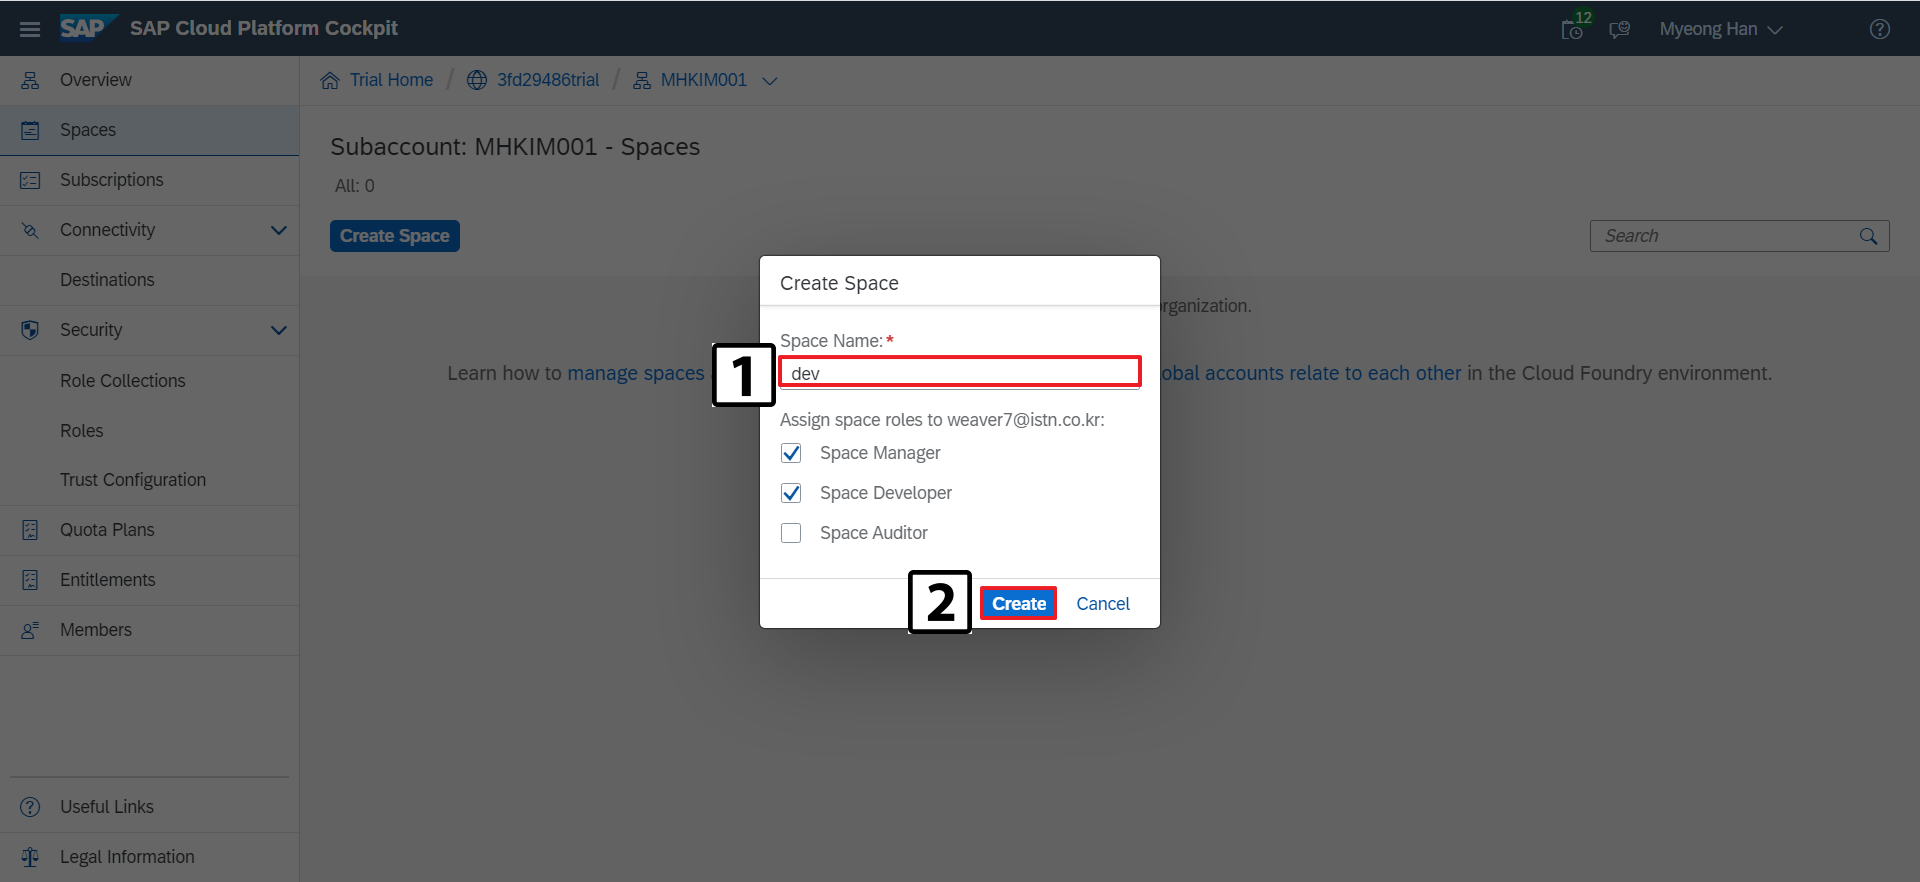 SAP SAP Cloud Platform Cockpit
12
Myeong Han
Overview
Spaces
Subscriptions
Connectivity
Destinations
Security
Role Collections
Roles
Trust Configuration
Quota Plans
Entitlements
Members
Useful Links
Legal Information
Trial Home / 3fd29486trial / MHKIM001
Subaccount: MHKIM001 - Spaces
All: 0
Create Space
Search
rganization.
Learn how to manage spaces
obal accounts relate to each other in the Cloud Foundry environment.
Create Space
Space Name:*
1
dev
Assign space roles to weaver7@istn.co.kr:
Space Manager
Space Developer
Space Auditor
2
Create
Cancel